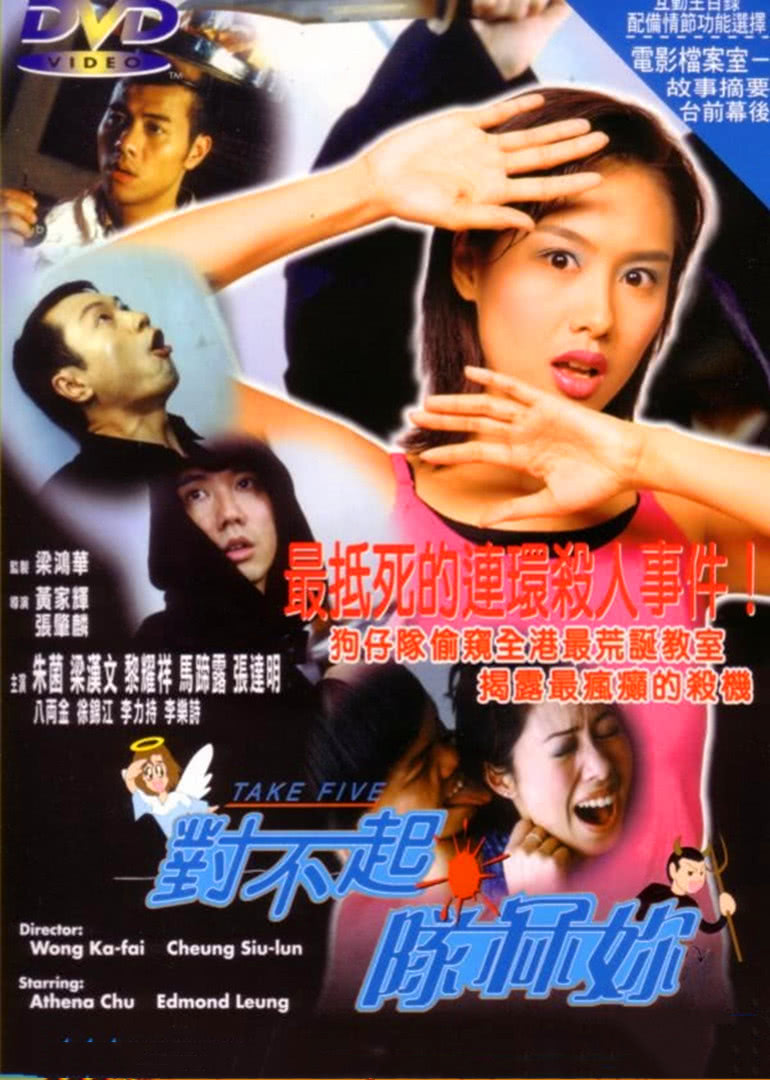 DVD
VIDEO
TM
互動主目錄
配備情節功能選擇
電影檔案室一
故事摘要
台前幕後
監製 梁鴻華
導演 黃家輝
張肇麟
主演 朱茵 梁漢文 黎耀祥 馬蹄露 張達明
八兩金 徐錦江 李力持 李樂詩
最抵死的連環殺人事件！
狗仔隊偷窺全港最荒誕教室
揭露最瘋癲的殺機
TAKE FIVE
對不起
隊冧妳
Director:
Wong Ka-fai Cheung Siu-lun
Starring:
Athena Chu Edmond Leung